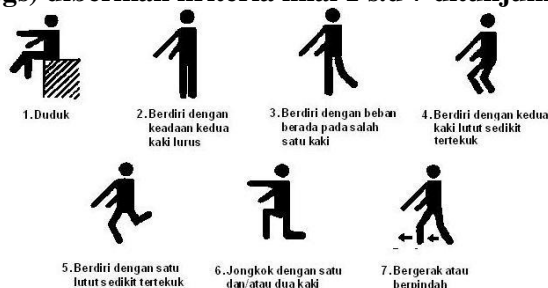 1.Duduk
2.Berdiri dengan
keadaan kedua
kaki lurus
3.Berdiri dengan beban
berada pada salah
satu kaki
4.Berdiri dengan kedua
kaki lutut sedikit
tertekuk
5.Berdiri dengan satu
lutut sedikit tertekuk
6.Jongkok dengan satu
dan/atau dua kaki
7.Bergerak atau
berpindah